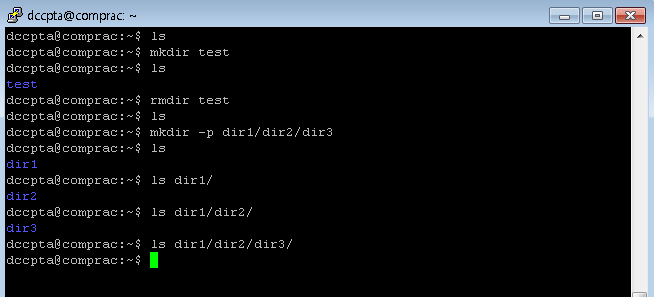 dccpta@comprac: ~
dccpta@comprac:~$ ls
dccpta@comprac:~$ mkdir test
dccpta@comprac:~$ ls
test
dccpta@comprac:~$ rmdir test
dccpta@comprac:~$ ls
dccpta@comprac:~$ mkdir -p dir1/dir2/dir3
dccpta@comprac:~$ ls
dir1
dccpta@comprac:~$ ls dir1/
dir2
dccpta@comprac:~$ ls dir1/dir2/
dir3
dccpta@comprac:~$ ls dir1/dir2/dir3/
dccpta@comprac:~$